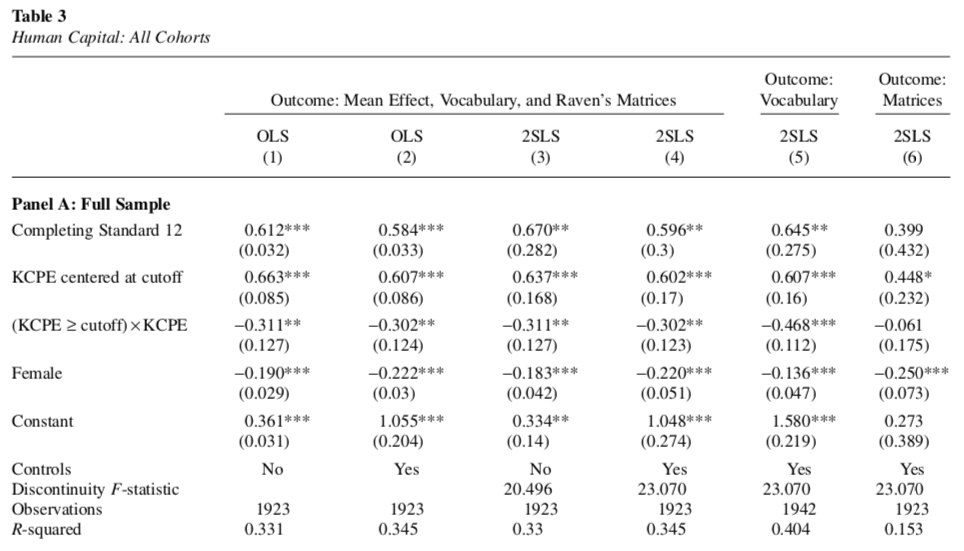 Table 3
Human Capital: All Cohorts
Outcome: Mean Effect, Vocabulary, and Raven's Matrices Outcome: Vocabulary Outcome: Matrices
OLS OLS 2SLS 2SLS 2SLS 2SLS
(1) (2) (3) (4) (5) (6)
Panel A: Full Sample
Completing Standard 12 0.612*** 0.584*** 0.670** 0.596** 0.645** 0.399
(0.032) (0.033) (0.282) (0.3) (0.275) (0.432)
KCPE centered at cutoff 0.663*** 0.607*** 0.637*** 0.602*** 0.607*** 0.448*
(0.085) (0.086) (0.168) (0.17) (0.16) (0.232)
(KCPE ≥ cutoff) × KCPE −0.311** −0.302** −0.311** −0.302** −0.468*** −0.061
(0.127) (0.124) (0.127) (0.123) (0.112) (0.175)
Female −0.190*** −0.222*** −0.183*** −0.220*** −0.136*** −0.250***
(0.029) (0.03) (0.042) (0.051) (0.047) (0.073)
Constant 0.361*** 1.055*** 0.334** 1.048*** 1.580*** 0.273
(0.031) (0.204) (0.14) (0.274) (0.219) (0.389)
Controls No Yes No Yes Yes Yes
Discontinuity F-statistic 20.496 23.070 23.070 23.070
Observations 1923 1923 1923 1923 1942 1923
R-squared 0.331 0.345 0.33 0.345 0.404 0.153